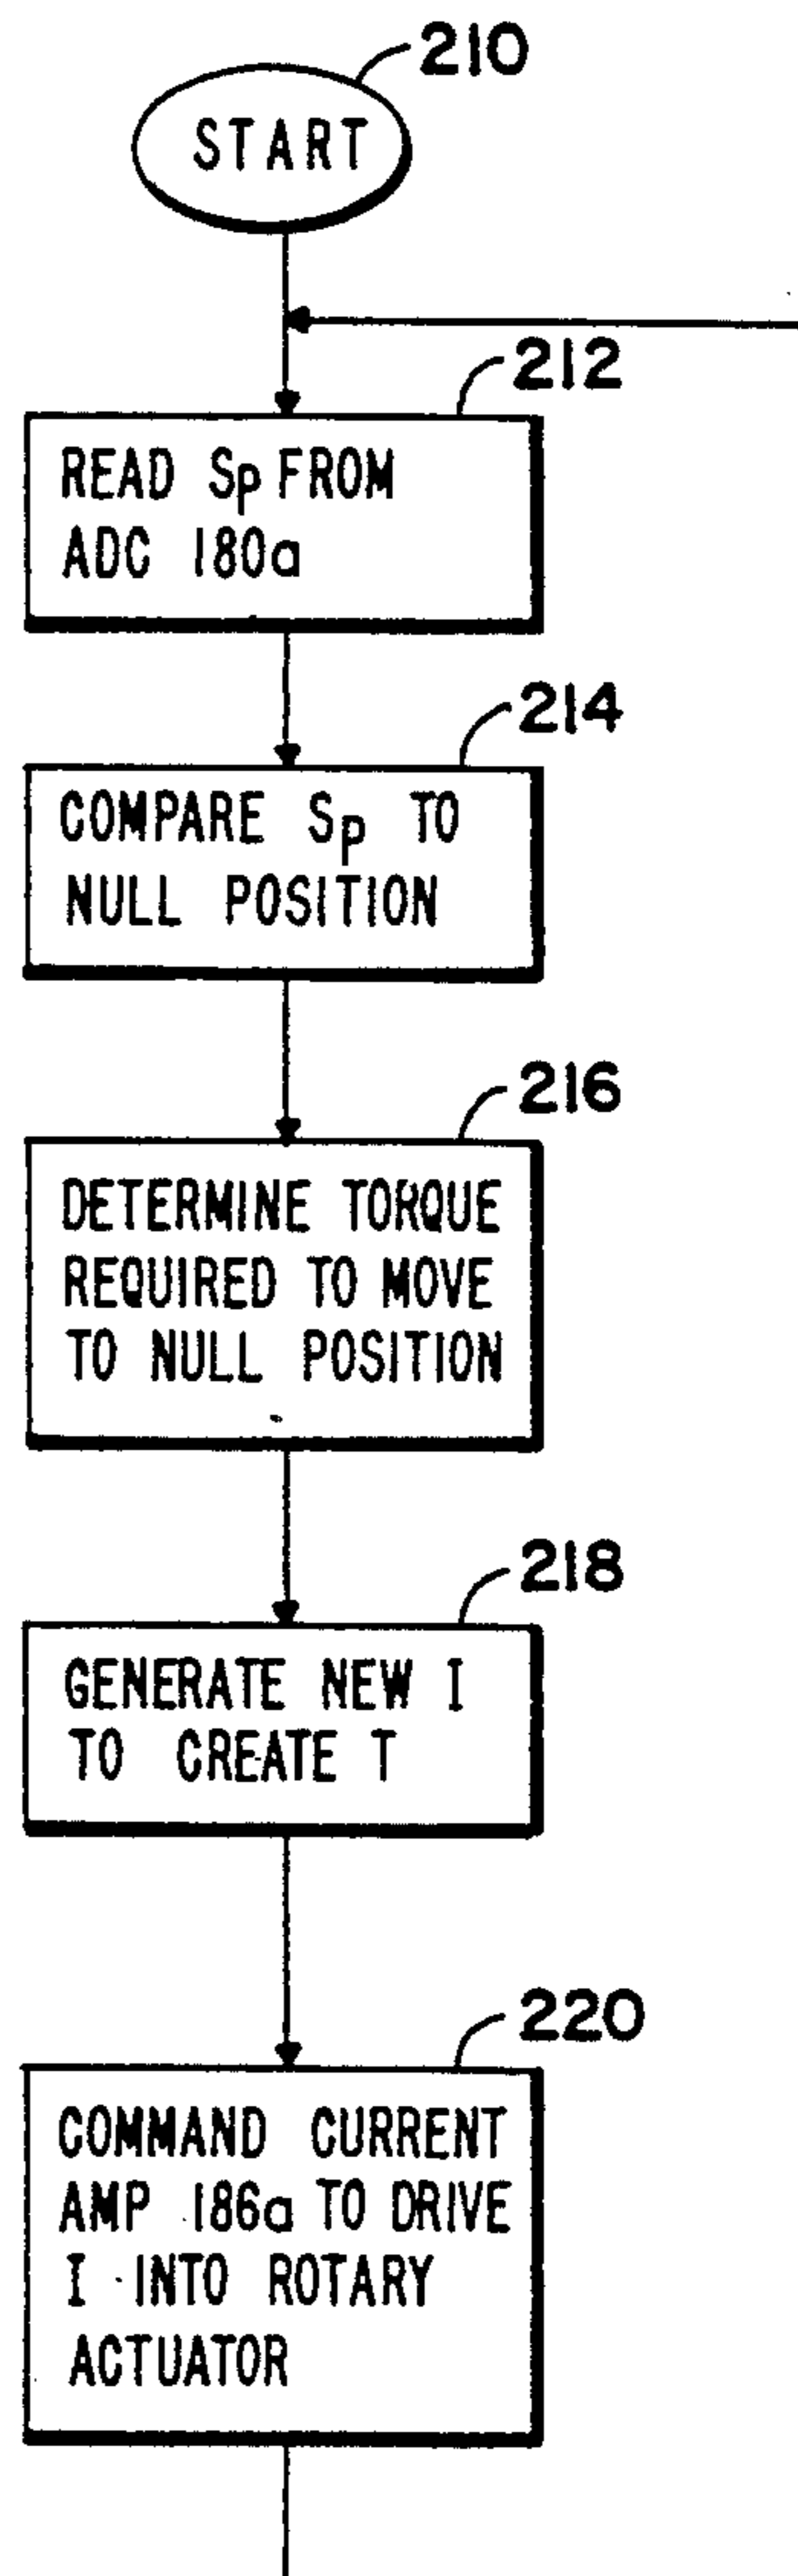 210
START
212
READ Sp FROM
ADC 180a
214
COMPARE Sp TO
NULL POSITION
216
DETERMINE TORQUE
REQUIRED TO MOVE
TO NULL POSITION
218
GENERATE NEW I
TO CREATE T
220
COMMAND CURRENT
AMP 186a TO DRIVE
I INTO ROTARY
ACTUATOR